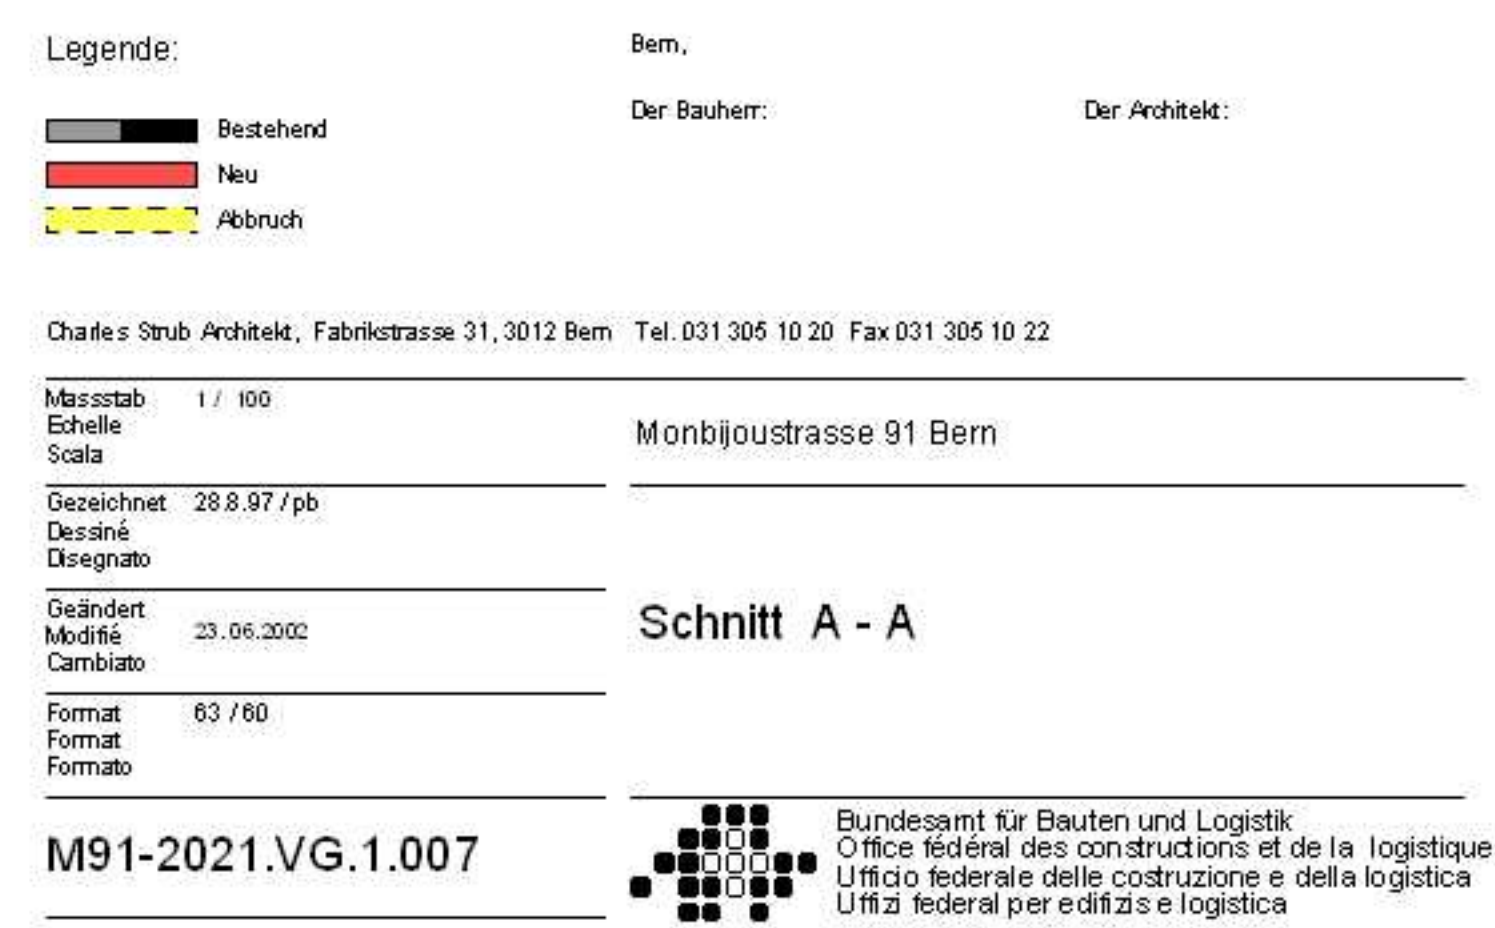 Legende:
Bern,
Der Bauherr:
Der Architekt:
Bestehend
Neu
Abbruch
Charles Strub Architekt, Fabrikstrasse 31, 3012 Bern Tel. 031 305 10 20 Fax 031 305 10 22
Massstab 1 / 100
Echelle
Scala
Monbijoustrasse 91 Bern
Gezeichnet 28.8.97 / pb
Dessiné
Disegnato
Geändert
Modifié 23.06.2002
Cambiato
Schnitt A - A
Format 63 / 60
Format
Formato
M91-2021.VG.1.007
Bundesamt für Bauten und Logistik
Office fédéral des constructions et de la logistique
Ufficio federale delle costruzione e della logistica
Uffizi federal per edifizis e logistica